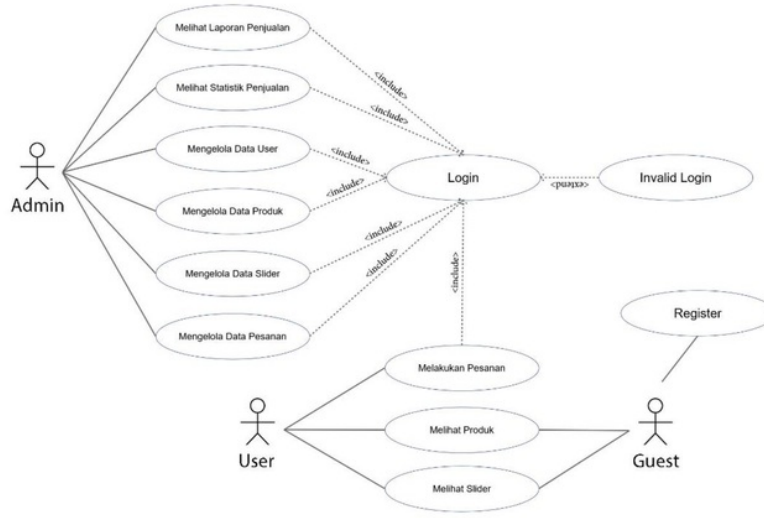 Melihat Laporan Penjualan
<include>
Melihat Statistik Penjualan
<include>
Mengelola Data User
<include>
Login
<extend>
Invalid Login
Admin
Mengelola Data Produk
<include>
Mengelola Data Slider
<include>
<include>
<include>
Mengelola Data Pesanan
Register
Melakukan Pesanan
User
Melihat Produk
Guest
Melihat Slider